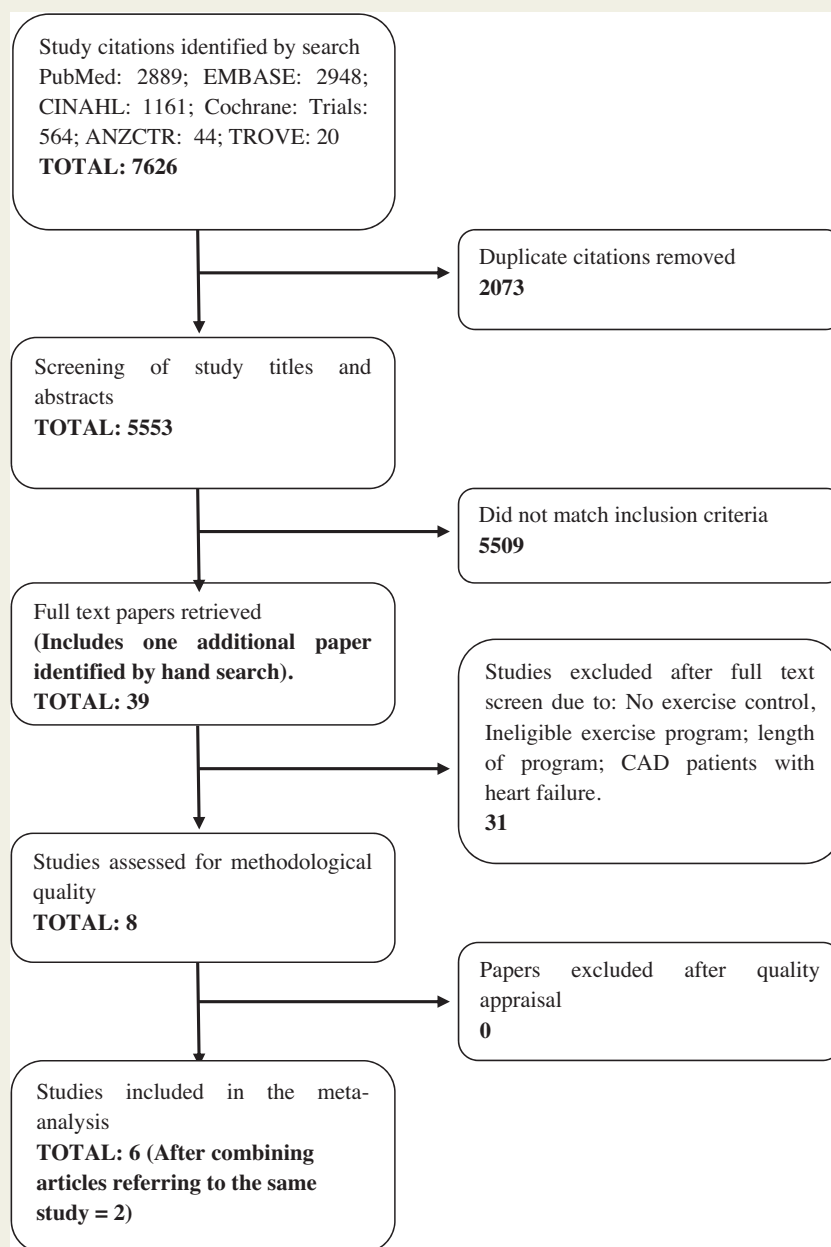 Study citations identified by search
PubMed: 2889; EMBASE: 2948;
CINAHL: 1161; Cochrane: Trials:
564; ANZCTR: 44; TROVE: 20
TOTAL: 7626
Duplicate citations removed
2073
Screening of study titles and
abstracts
TOTAL: 5553
Did not match inclusion criteria
5509
Full text papers retrieved
(Includes one additional paper
identified by hand search).
TOTAL: 39
Studies excluded after full text
screen due to: No exercise control,
Ineligible exercise program; length
of program; CAD patients with
heart failure.
31
Studies assessed for methodological
quality
TOTAL: 8
Papers excluded after quality
appraisal
0
Studies included in the meta-
analysis
TOTAL: 6 (After combining
articles referring to the same
study = 2)